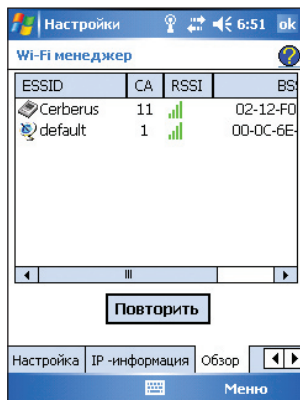 Настройки 6:51 ok
Wi-Fi менеджер
ESSID CA RSSI BS
Cerberus 11 02-12-F0
default 1 00-0C-6E-
Повторить
Настройка IP -информация Обзор
Меню